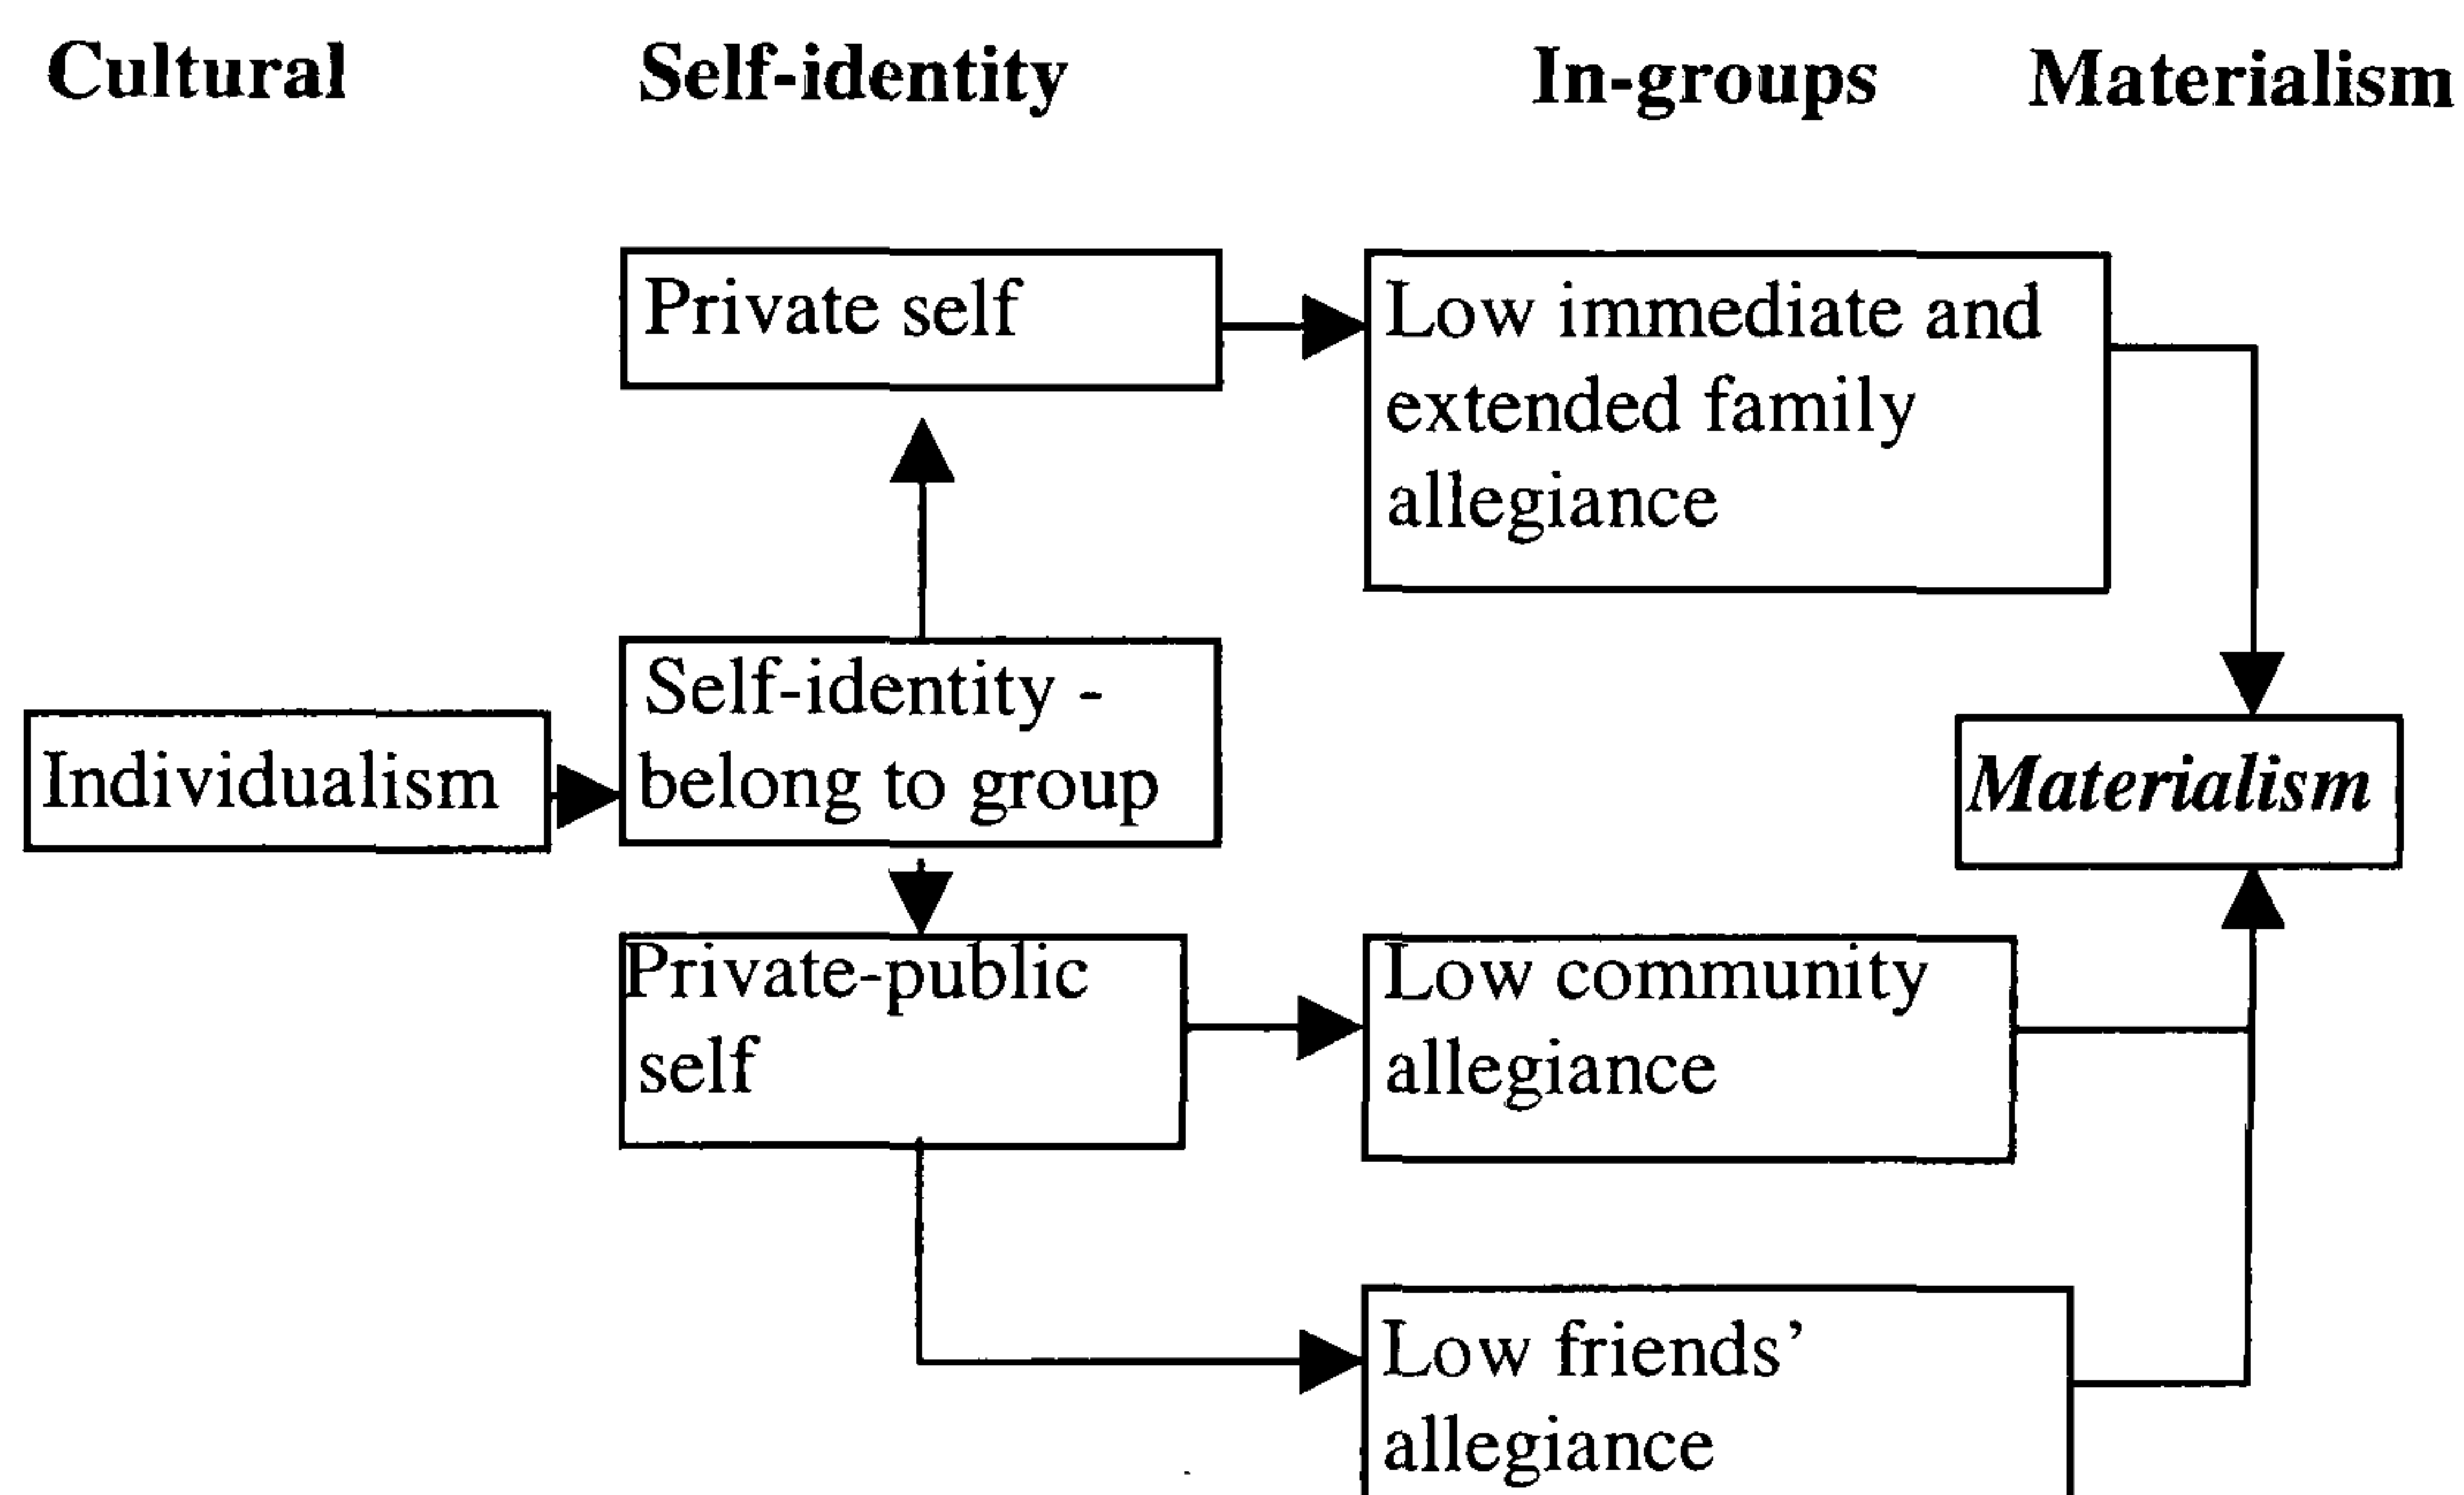 Cultural Self-identity In-groups Materialism
Private self
Low immediate and
extended family
allegiance
Self-identity -
belong to group
Individualism
Materialism
Private-public
self
Low community
allegiance
Low friends’
allegiance